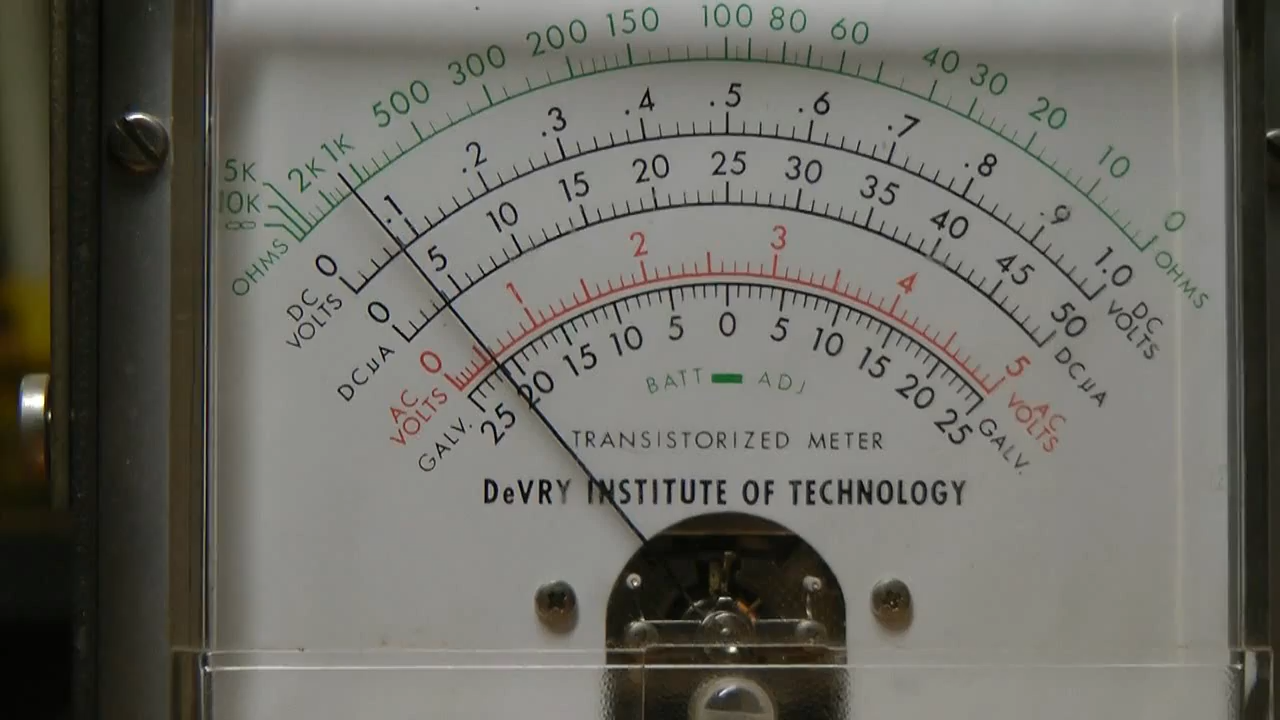 5K 2K 1K 500 300 200 150 100 80 60 40 30 20 10 0
10K
∞
OHMS OHMS
0 .1 .2 .3 .4 .5 .6 .7 .8 .9 1.0
DC VOLTS DC VOLTS
0 5 10 15 20 25 30 35 40 45 50
DCµA DCµA
0 1 2 3 4 5
AC VOLTS AC VOLTS
25 20 15 10 5 0 5 10 15 20 25
GALV. GALV.
BATT ADJ
TRANSISTORIZED METER
DeVRY INSTITUTE OF TECHNOLOGY